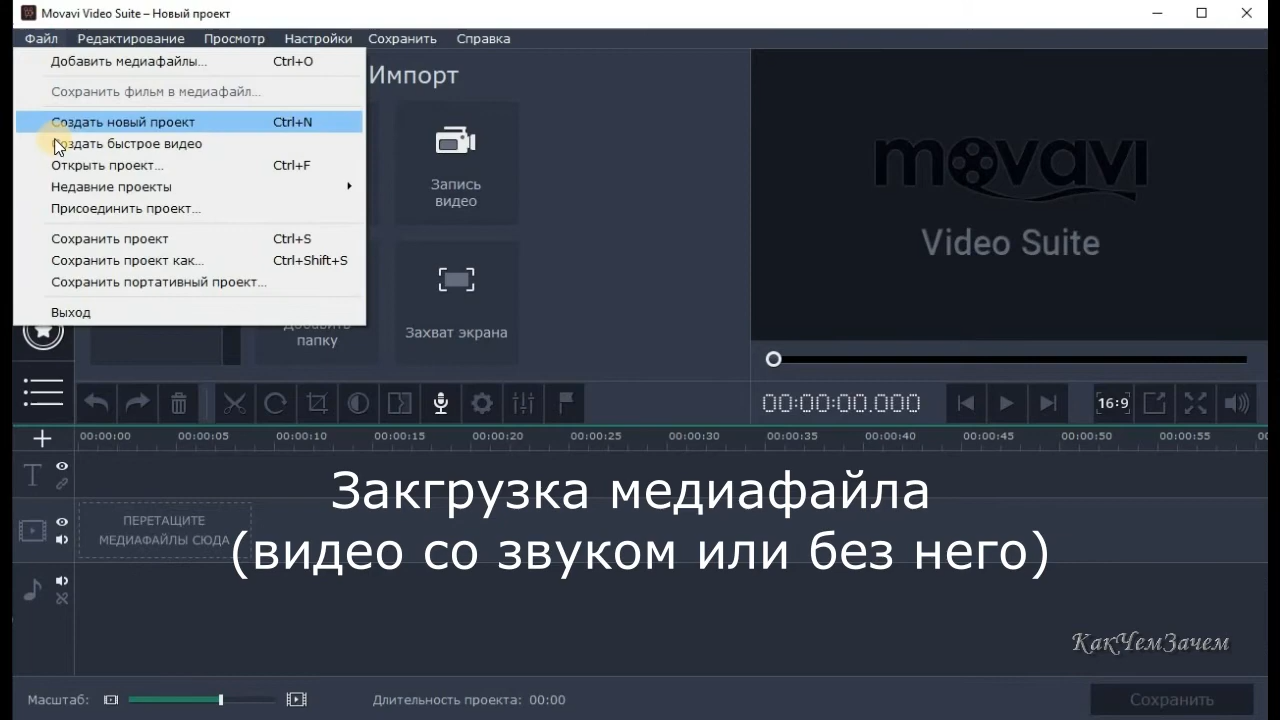 Movavi Video Suite – Новый проект
Файл Редактирование Просмотр Настройки Сохранить Справка
Добавить медиафайлы... Ctrl+O
Сохранить фильм в медиафайл...
Создать новый проект Ctrl+N
Создать быстрое видео
Открыть проект... Ctrl+F
Недавние проекты
Присоединить проект...
Сохранить проект Ctrl+S
Сохранить проект как... Ctrl+Shift+S
Сохранить портативный проект...
Выход
Импорт
Запись
видео
Добавить
папку
Захват экрана
movavi
Video Suite
00:00:00.000
16:9
00:00:00 00:00:05 00:00:10 00:00:15 00:00:20 00:00:25 00:00:30 00:00:35 00:00:40 00:00:45 00:00:50 00:00:55
T
ПЕРЕТАЩИТЕ
МЕДИАФАЙЛЫ СЮДА
Закгрузка медиафайла
(видео со звуком или без него)
КакЧемЗачем
Масштаб: Длительность проекта: 00:00 Сохранить